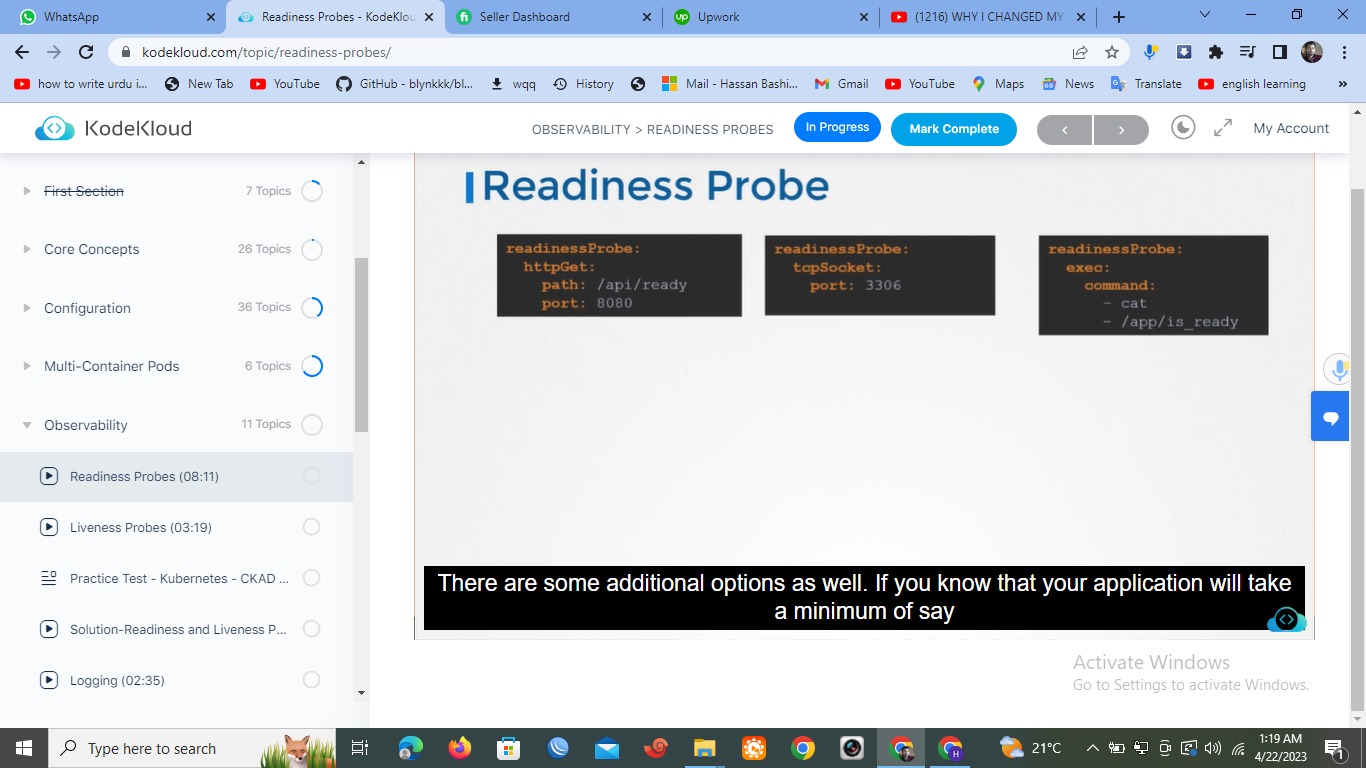 WhatsApp
Readiness Probes - KodeKlou
Seller Dashboard
Upwork
(1216) WHY I CHANGED MY
kodekloud.com/topic/readiness-probes/
how to write urdu i...
New Tab
YouTube
GitHub - blynkkk/bl...
wqq
History
Mail - Hassan Bashi...
Gmail
YouTube
Maps
News
Translate
english learning
KodeKloud
OBSERVABILITY > READINESS PROBES
In Progress
Mark Complete
My Account
First Section 7 Topics
Core Concepts 26 Topics
Configuration 36 Topics
Multi-Container Pods 6 Topics
Observability 11 Topics
Readiness Probes (08:11)
Liveness Probes (03:19)
Practice Test - Kubernetes - CKAD ...
Solution-Readiness and Liveness P...
Logging (02:35)
Readiness Probe
readinessProbe:
httpGet:
path: /api/ready
port: 8080
readinessProbe:
tcpSocket:
port: 3306
readinessProbe:
exec:
command:
- cat
- /app/is_ready
There are some additional options as well. If you know that your application will take
a minimum of say
Activate Windows
Go to Settings to activate Windows.
Type here to search
21°C
1:19 AM
4/22/2023
1